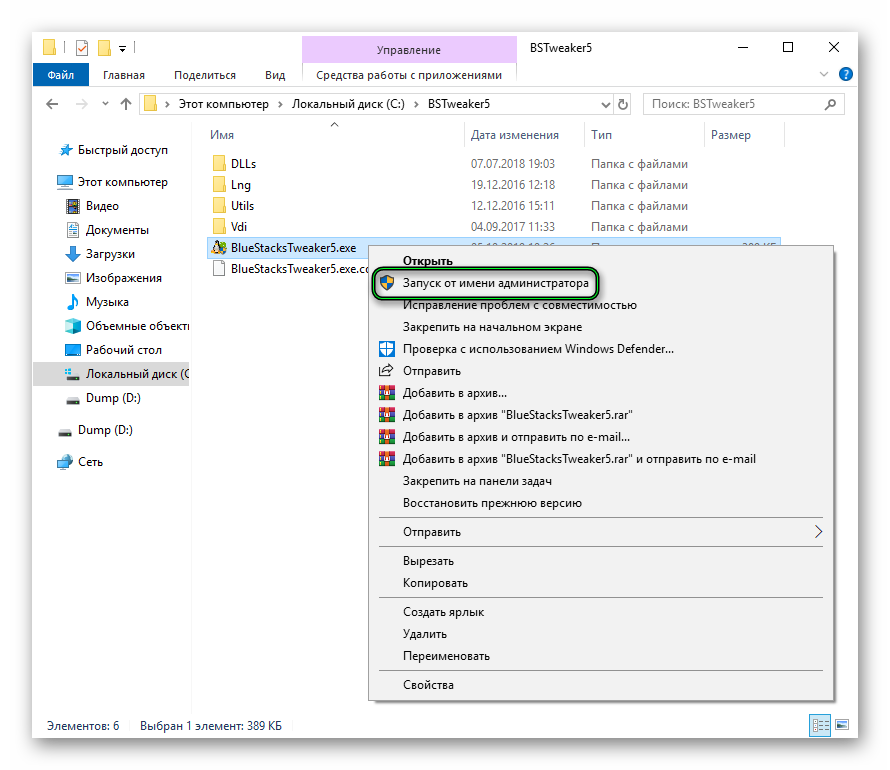 Управление
BSTweaker5
Файл
Главная
Поделиться
Вид
Средства работы с приложениями
Этот компьютер
Локальный диск (C:)
BSTweaker5
Поиск: BSTweaker5
Имя
Дата изменения
Тип
Размер
Быстрый доступ
Этот компьютер
Видео
Документы
Загрузки
Изображения
Музыка
Объемные объекты
Рабочий стол
Локальный диск (C
Dump (D:)
Dump (D:)
Сеть
DLLs 07.07.2018 19:03 Папка с файлами
Lng 19.12.2016 12:18 Папка с файлами
Utils 12.12.2016 15:11 Папка с файлами
Vdi 04.09.2017 11:33 Папка с файлами
BlueStacksTweaker5.exe
BlueStacksTweaker5.exe.co
Открыть
Запуск от имени администратора
Исправление проблем с совместимостью
Закрепить на начальном экране
Проверка с использованием Windows Defender...
Отправить
Добавить в архив...
Добавить в архив "BlueStacksTweaker5.rar"
Добавить в архив и отправить по e-mail...
Добавить в архив "BlueStacksTweaker5.rar" и отправить по e-mail
Закрепить на панели задач
Восстановить прежнюю версию
Отправить
Вырезать
Копировать
Создать ярлык
Удалить
Переименовать
Свойства
Элементов: 6
Выбран 1 элемент: 389 КБ